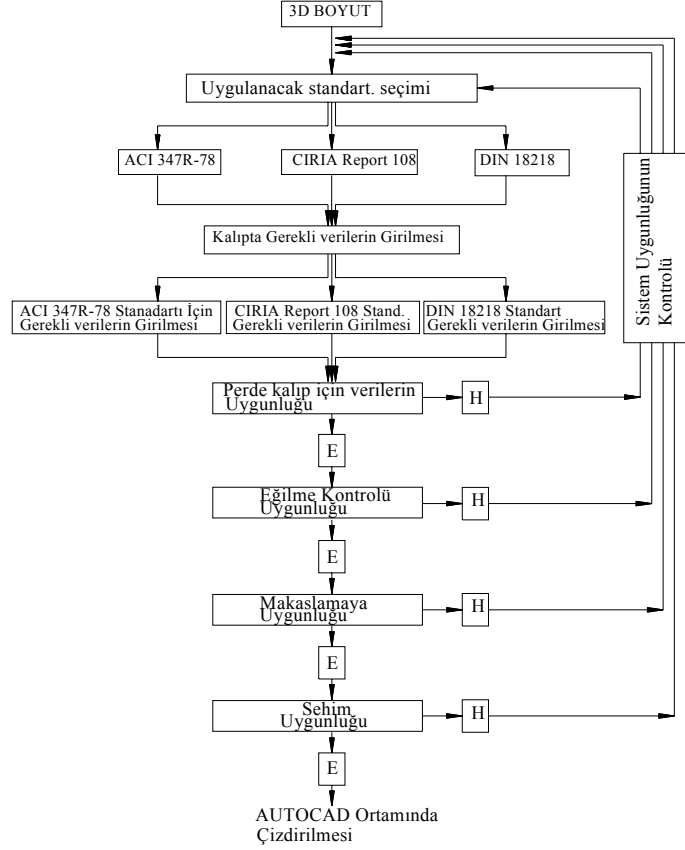 3D BOYUT
Uygulanacak standart. seçimi
ACI 347R-78
CIRIA Report 108
DIN 18218
Kalıpta Gerekli verilerin Girilmesi
ACI 347R-78 Stanadartı İçin
Gerekli verilerin Girilmesi
CIRIA Report 108 Stand.
Gerekli verilerin Girilmesi
DIN 18218 Standart
Gerekli verilerin Girilmesi
Perde kalıp için verilerin
Uygunluğu
H
E
Eğilme Kontrolü
Uygunluğu
H
E
Makaslamaya
Uygunluğu
H
E
Sehim
Uygunluğu
H
E
AUTOCAD Ortamında
Çizdirilmesi
Sistem Uygunluğunun
Kontrolü